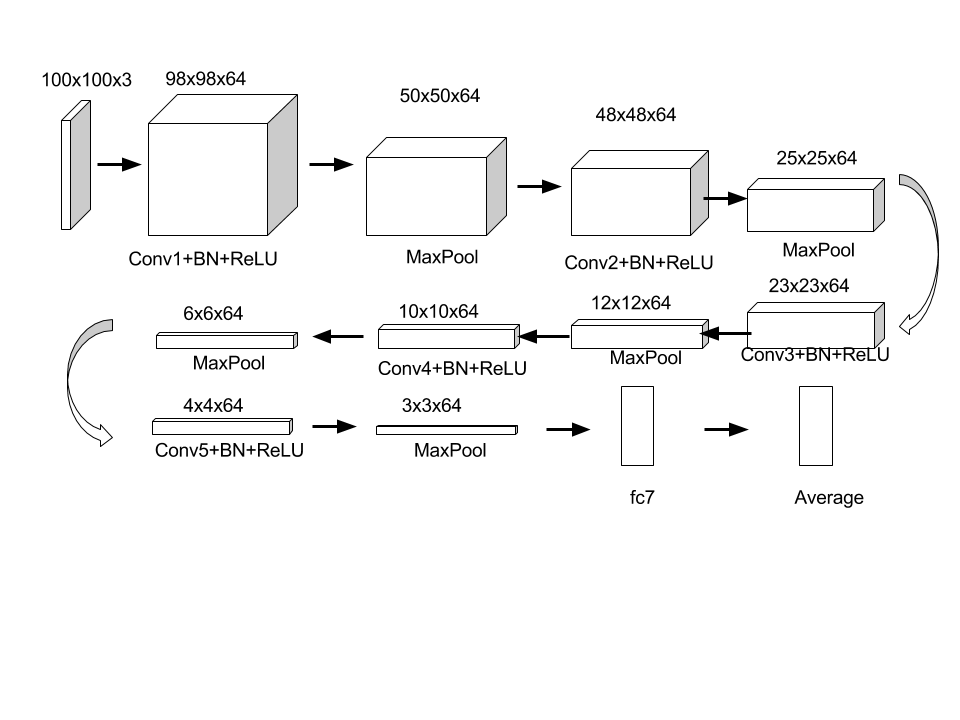 100x100x3
98x98x64
Conv1+BN+ReLU
50x50x64
MaxPool
48x48x64
Conv2+BN+ReLU
25x25x64
MaxPool
23x23x64
Conv3+BN+ReLU
12x12x64
MaxPool
10x10x64
Conv4+BN+ReLU
6x6x64
MaxPool
4x4x64
Conv5+BN+ReLU
3x3x64
MaxPool
fc7
Average